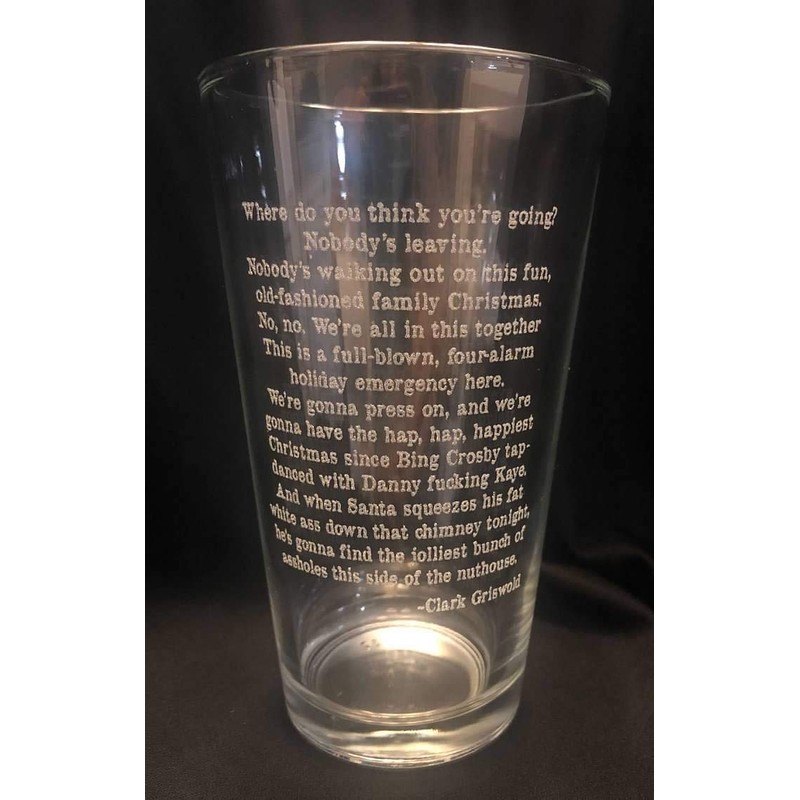 Where do you think you're going?
Nobody's leaving.
Nobody's walking out on this fun,
old-fashioned family Christmas.
No, no. We're all in this together
This is a full-blown, four-alarm
holiday emergency here.
We're gonna press on, and we're
gonna have the hap, hap, happiest
Christmas since Bing Crosby tap-
danced with Danny fucking Kaye.
And when Santa squeezes his fat
white ass down that chimney tonight,
he's gonna find the jolliest bunch of
assholes this side of the nuthouse.
~Clark Griswold